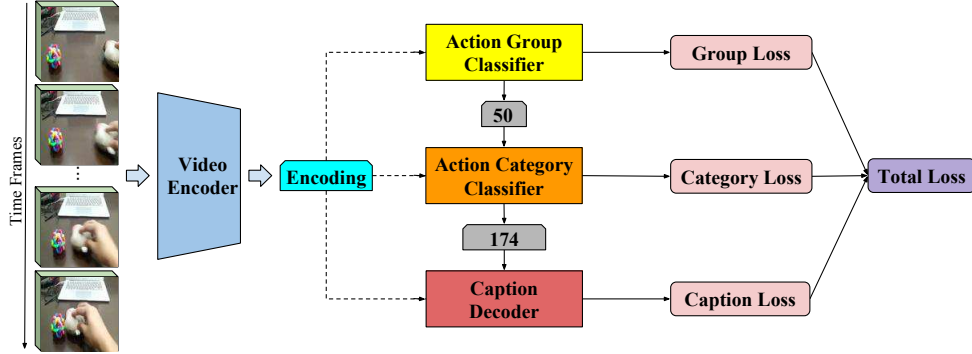 Time Frames
...
Video
Encoder
Encoding
Action Group
Classifier
50
Action Category
Classifier
174
Caption
Decoder
Group Loss
Category Loss
Caption Loss
Total Loss